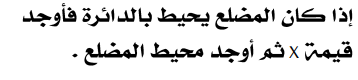 إذا كان المضلع يحيط بالدائرة فأوجد
قيمة x ثم أوجد محيط المضلع .